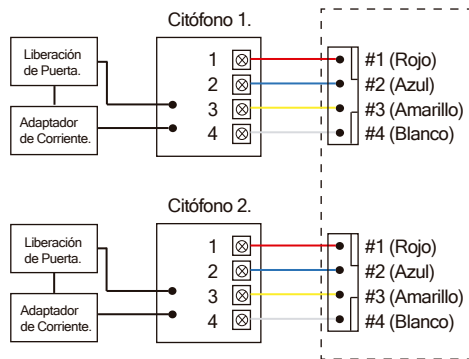 Citófono 1.
Liberación
de Puerta.
Adaptador
de Corriente.
1
2
3
4
#1 (Rojo)
#2 (Azul)
#3 (Amarillo)
#4 (Blanco)
Citófono 2.
Liberación
de Puerta.
Adaptador
de Corriente.
1
2
3
4
#1 (Rojo)
#2 (Azul)
#3 (Amarillo)
#4 (Blanco)